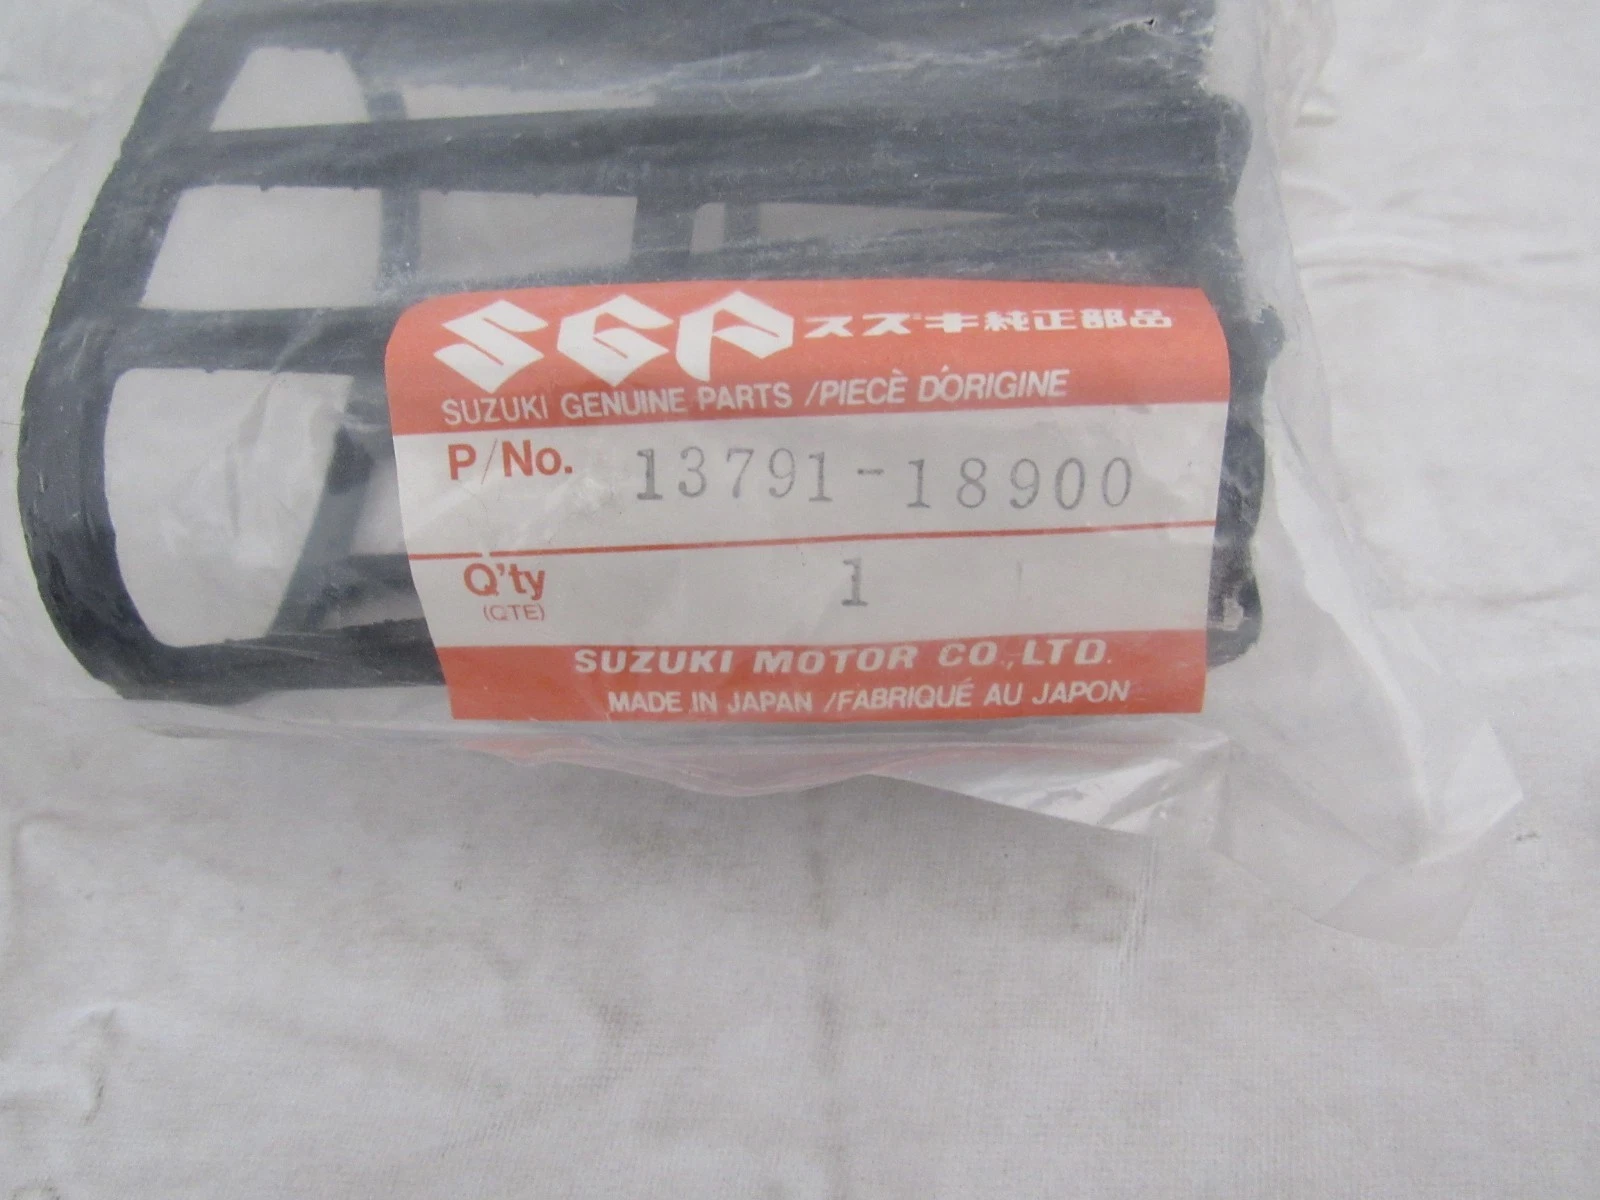 SGP スズキ純正部品
SUZUKI GENUINE PARTS /PIECÈ D'ORIGINE
P/No. 13791-18900
Q'ty 1
(QTE)
SUZUKI MOTOR CO.,LTD.
MADE IN JAPAN /FABRIQUÉ AU JAPON